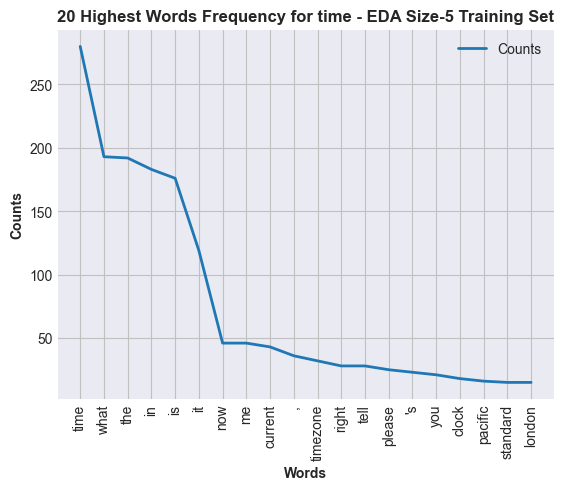 20 Highest Words Frequency for time - EDA Size-5 Training Set
Counts
Counts
250
200
150
100
50
time
what
the
in
is
it
now
me
current
,
timezone
right
tell
please
's
you
clock
pacific
standard
london
Words